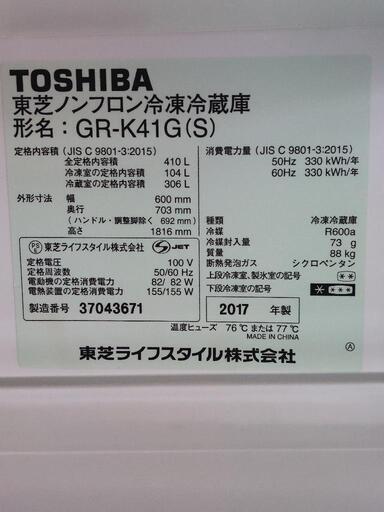 TOSHIBA
東芝ノンフロン冷凍冷蔵庫
形名：GR-K41G(S)
定格内容積（JIS C 9801-3:2015）
全定格内容積 410 L
冷凍室の定格内容積 104 L
冷蔵室の定格内容積 306 L
外形寸法 幅 600 mm
奥行 703 mm
（ハンドル・調整脚除く 692 mm）
高さ 1816 mm
消費電力量（JIS C 9801-3:2015）
50Hz 330 kWh/年
60Hz 330 kWh/年
種類 冷凍冷蔵庫
冷媒 R600a
冷媒封入量 73 g
質量 88 kg
断熱発泡ガス シクロペンタン
上段冷凍室、製氷室の記号
下段冷凍室の記号
PSE 東芝ライフスタイル株式会社 JET
定格電圧 100 V
定格周波数 50/60 Hz
電動機の定格消費電力 82/ 82 W
電熱装置の定格消費電力 155/155 W
製造番号 37043671
2017 年製
温度ヒューズ 76℃ または 77℃
MADE IN CHINA
東芝ライフスタイル株式会社 Ⓐ